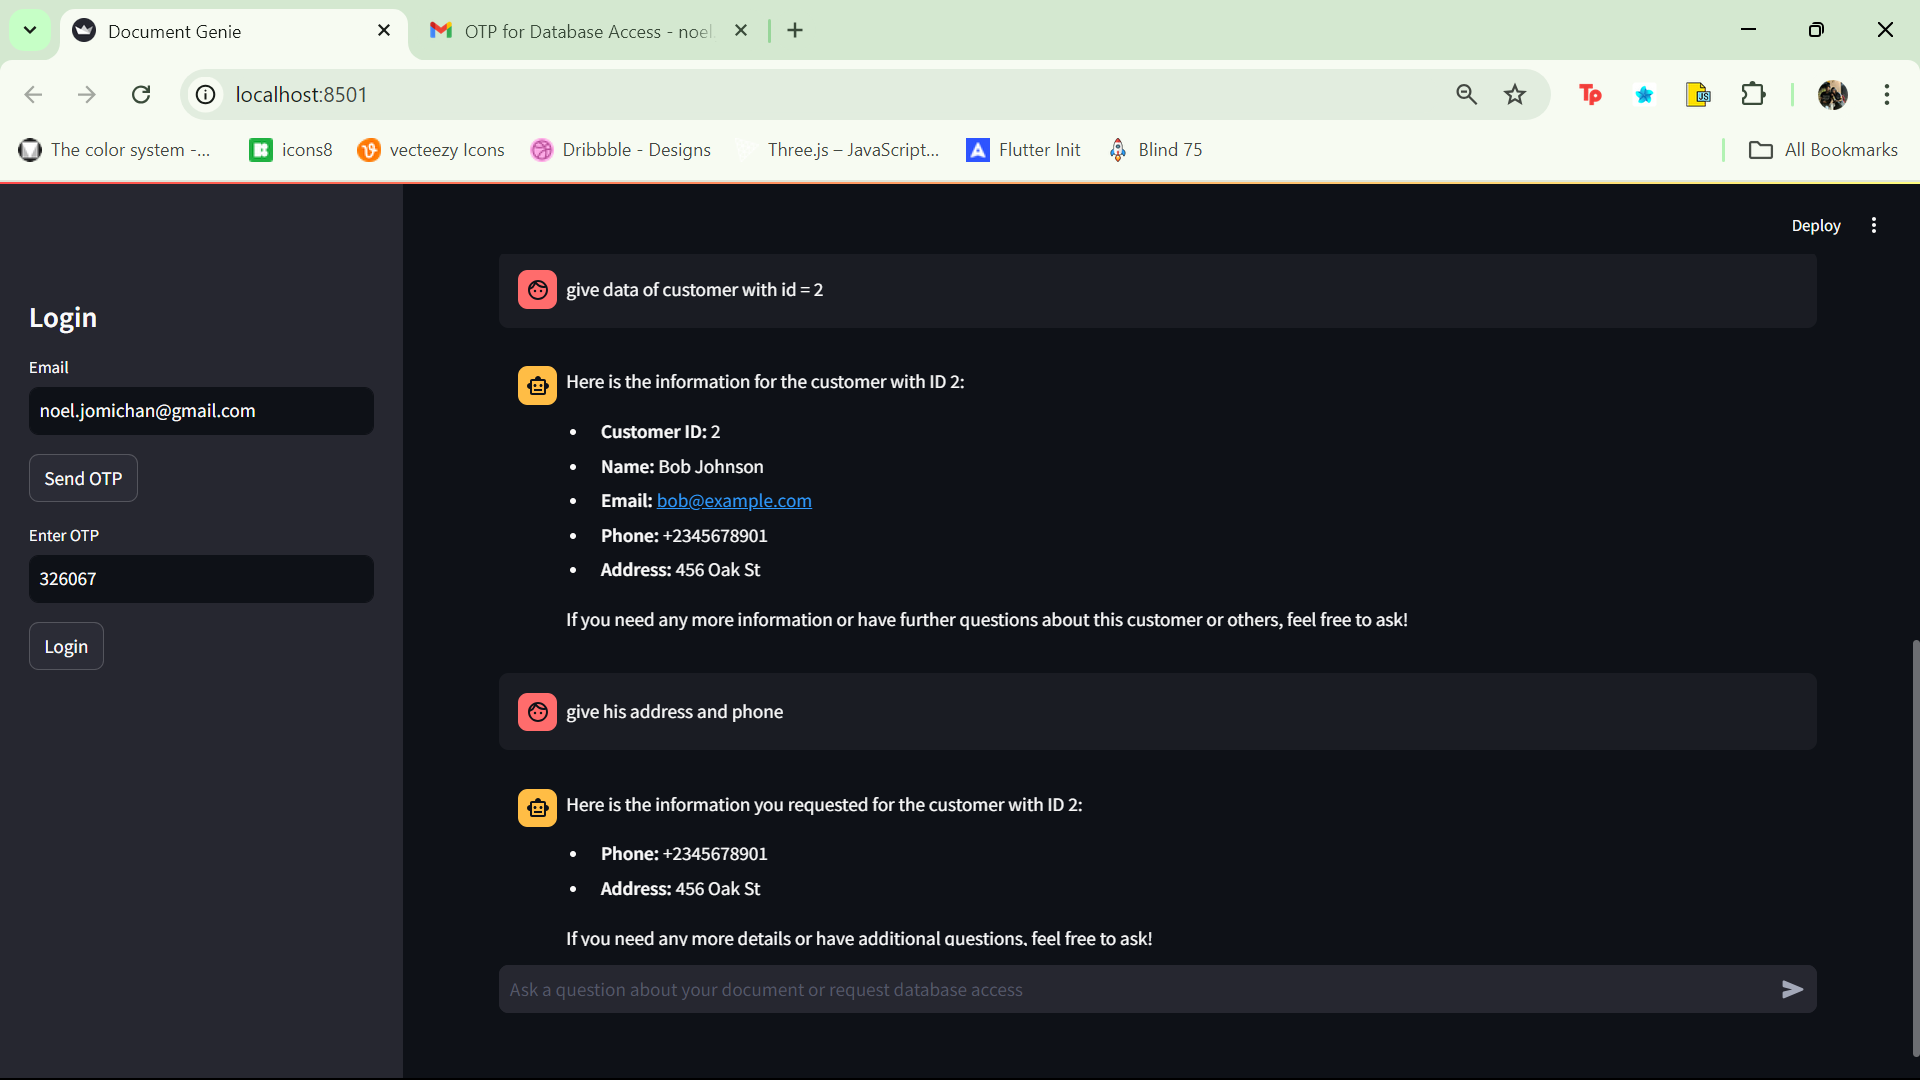 Document Genie
OTP for Database Access - noel
localhost:8501
The color system -...
icons8
vecteezy Icons
Dribbble - Designs
Three.js – JavaScript...
Flutter Init
Blind 75
All Bookmarks
Deploy
Login
Email
noel.jomichan@gmail.com
Send OTP
Enter OTP
326067
Login
give data of customer with id = 2
Here is the information for the customer with ID 2:
• Customer ID: 2
• Name: Bob Johnson
• Email: bob@example.com
• Phone: +2345678901
• Address: 456 Oak St
If you need any more information or have further questions about this customer or others, feel free to ask!
give his address and phone
Here is the information you requested for the customer with ID 2:
• Phone: +2345678901
• Address: 456 Oak St
If you need any more details or have additional questions, feel free to ask!
Ask a question about your document or request database access